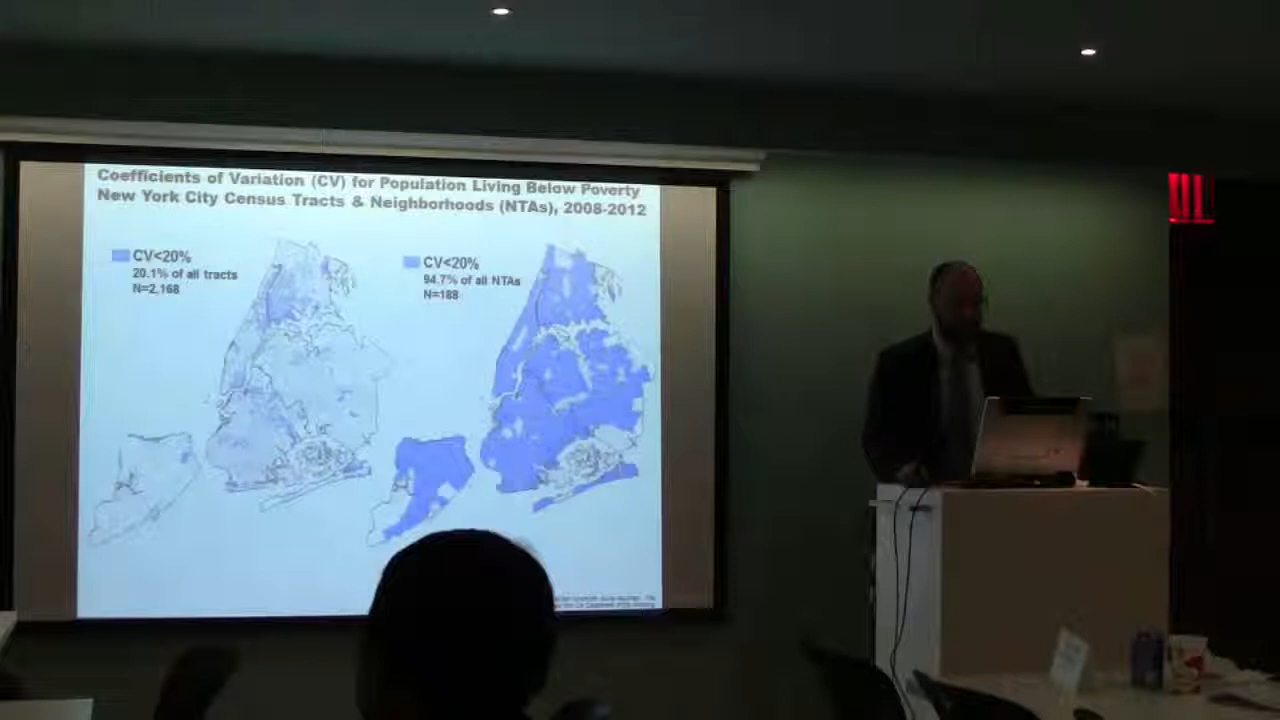 Coefficients of Variation (CV) for Population Living Below Poverty
New York City Census Tracts & Neighborhoods (NTAs), 2008-2012
CV<20%
20.1% of all tracts
N=2,168
CV<20%
94.7% of all NTAs
N=188